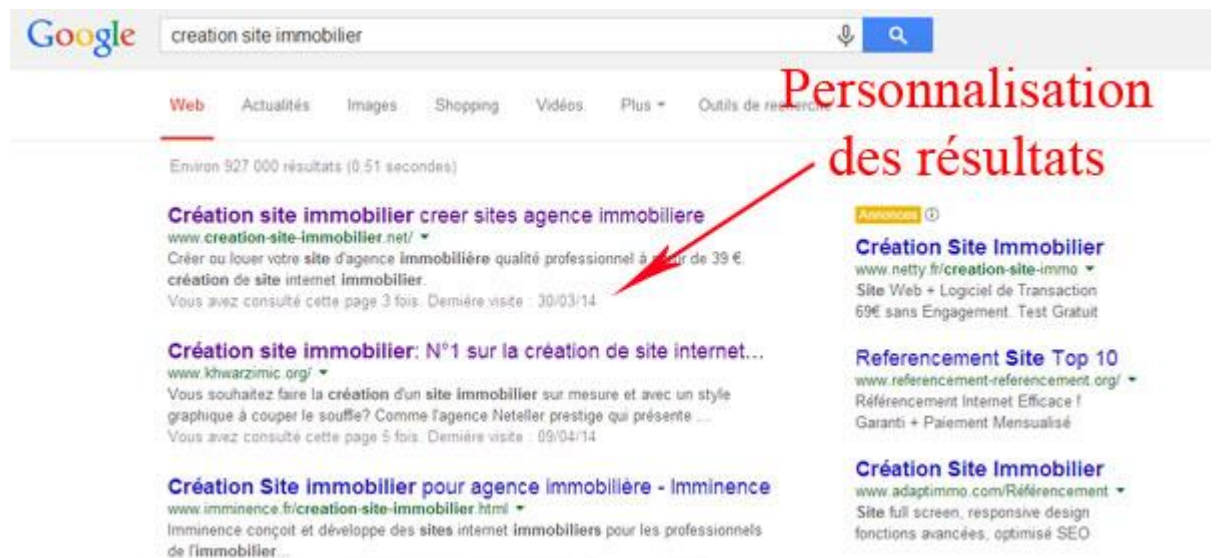 Google
creation site immobilier
Web Actualités Images Shopping Vidéos Plus Outils de recherche
Personnalisation
des résultats
Environ 927 000 résultats (0.51 secondes)
Création site immobilier creer sites agence immobiliere
www.creation-site-immobilier.net/
Créer ou louer votre site d'agence immobilière qualité professionnel à partir de 39 €.
création de site internet immobilier.
Vous avez consulté cette page 3 fois. Dernière visite : 30/03/14
Création site immobilier: N°1 sur la création de site internet...
www.khwarzimic.org/
Vous souhaitez faire la création d'un site immobilier sur mesure et avec un style
graphique à couper le souffle? Comme l'agence Neteller prestige qui présente ...
Vous avez consulté cette page 5 fois. Dernière visite : 09/04/14
Création Site immobilier pour agence immobilière - Imminence
www.imminence.fr/creation-site-immobilier.html
Imminence conçoit et développe des sites internet immobiliers pour les professionnels
de l'immobilier...
Annonces
Création Site Immobilier
www.netty.fr/creation-site-immo
Site Web + Logiciel de Transaction
69€ sans Engagement. Test Gratuit
Referencement Site Top 10
www.referencement-referencement.org/
Référencement Internet Efficace !
Garanti + Paiement Mensualisé
Création Site Immobilier
www.adaptimmo.com/Référencement
Site full screen, responsive design
fonctions avancées, optimisé SEO